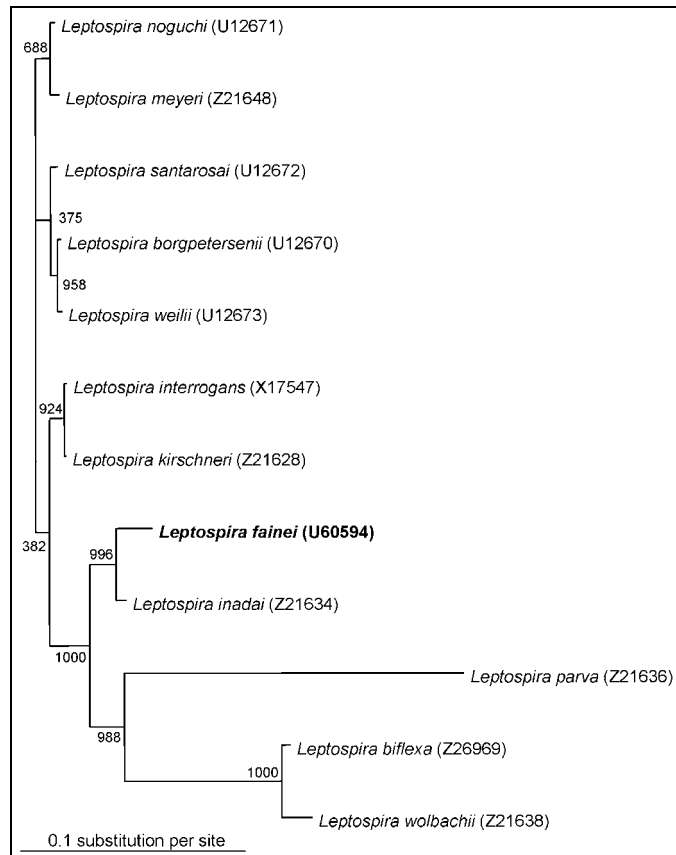 Leptospira noguchi (U12671)
688
Leptospira meyeri (Z21648)
Leptospira santarosai (U12672)
375
Leptospira borgpetersenii (U12670)
958
Leptospira weilii (U12673)
Leptospira interrogans (X17547)
924
Leptospira kirschneri (Z21628)
Leptospira fainei (U60594)
382
996
Leptospira inadai (Z21634)
1000
Leptospira parva (Z21636)
988
Leptospira biflexa (Z26969)
1000
Leptospira wolbachii (Z21638)
0.1 substitution per site